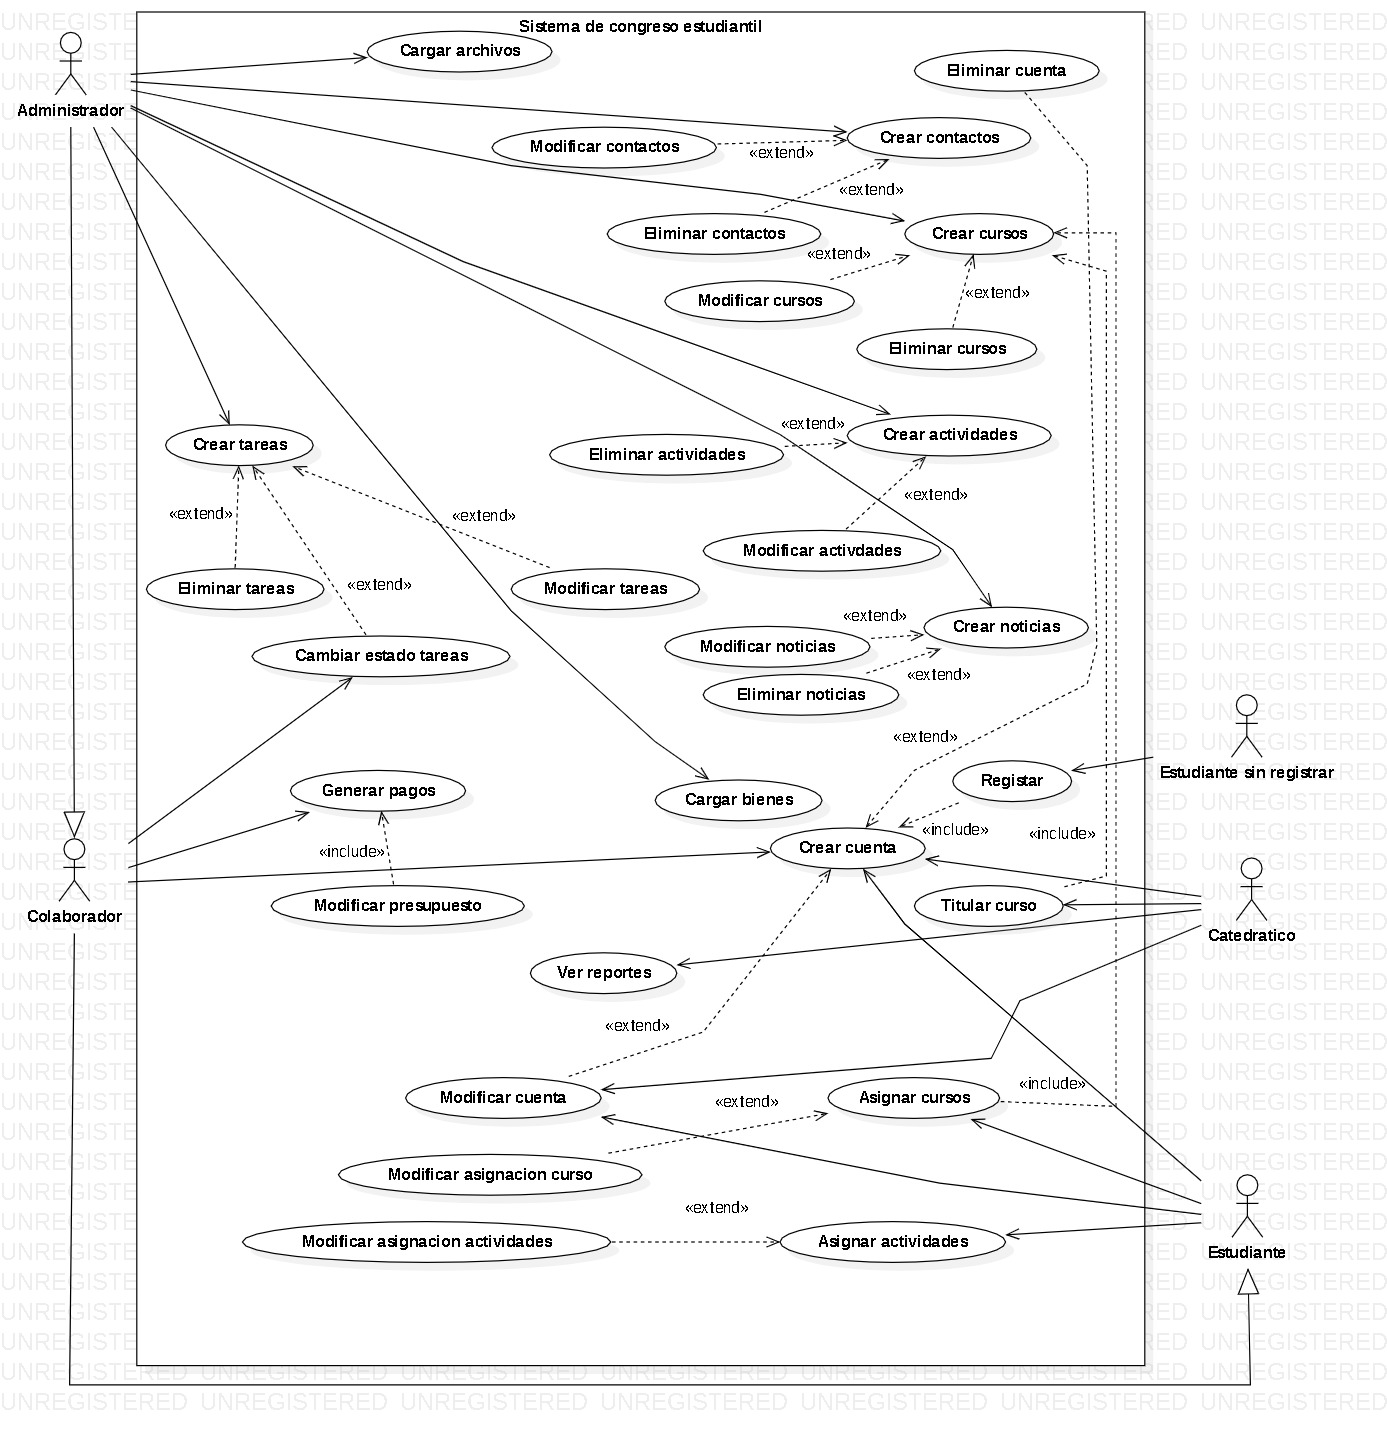 Sistema de congreso estudiantil
Cargar archivos
Eliminar cuenta
Administrador
Crear contactos
Modificar contactos
«extend»
«extend»
Eliminar contactos
Crear cursos
«extend»
Modificar cursos
«extend»
Eliminar cursos
Crear tareas
«extend»
Crear actividades
Eliminar actividades
«extend»
«extend»
«extend»
Modificar activdades
Eliminar tareas
«extend»
Modificar tareas
«extend»
Crear noticias
Modificar noticias
Cambiar estado tareas
«extend»
Eliminar noticias
«extend»
Estudiante sin registrar
Registar
Generar pagos
Cargar bienes
«include»
«include»
«include»
Crear cuenta
Modificar presupuesto
Titular curso
Colaborador
Catedratico
Ver reportes
«extend»
«include»
Modificar cuenta
Asignar cursos
«extend»
Modificar asignacion curso
«extend»
Modificar asignacion actividades
Asignar actividades
Estudiante
UNREGISTERED UNREGISTERED UNREGISTERED UNREGISTERED UNREGISTERED UNREGISTERED UNREGISTERED